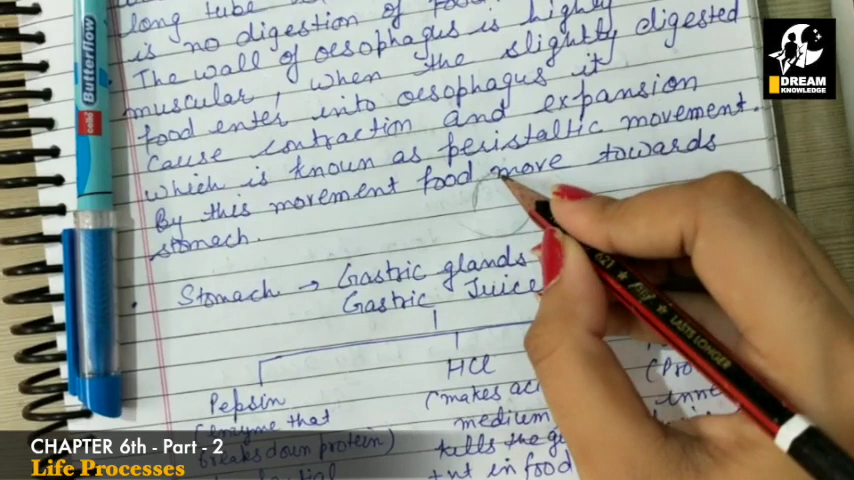 long tube
is no digestion of food
The wall of oesophagus is highly
muscular, when the slightly digested
food enter into oesophagus it
cause contraction and expansion
which is known as peristaltic movement.
By this movement food move towards
stomach.
Stomach → Gastric glands
Gastric Juice
Pepsin
(enzyme that
breaks down protein)
HCl
(makes
medium
kills the
in food
inne
Butterflow
cello
621
LASTS LONGER
DREAM
KNOWLEDGE
CHAPTER 6th - Part - 2
Life Processes